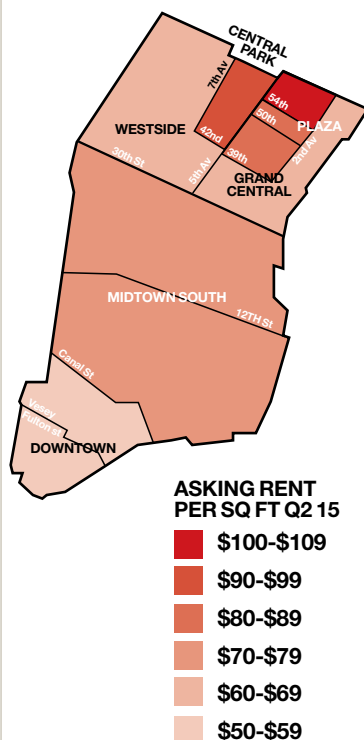 CENTRAL
PARK
7th Av
54th
50th
PLAZA
WESTSIDE
42nd
39th
2nd Av
30th St
5th Av
GRAND
CENTRAL
MIDTOWN SOUTH
12TH St
Canal St
Vesey
Fulton st
DOWNTOWN
ASKING RENT
PER SQ FT Q2 15
$100-$109
$90-$99
$80-$89
$70-$79
$60-$69
$50-$59